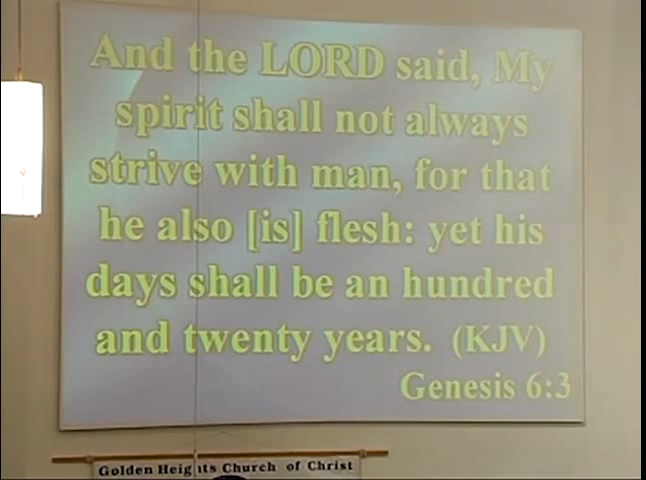 And the LORD said, My
spirit shall not always
strive with man, for that
he also [is] flesh: yet his
days shall be an hundred
and twenty years. (KJV)
Genesis 6:3
Golden Heights Church of Christ